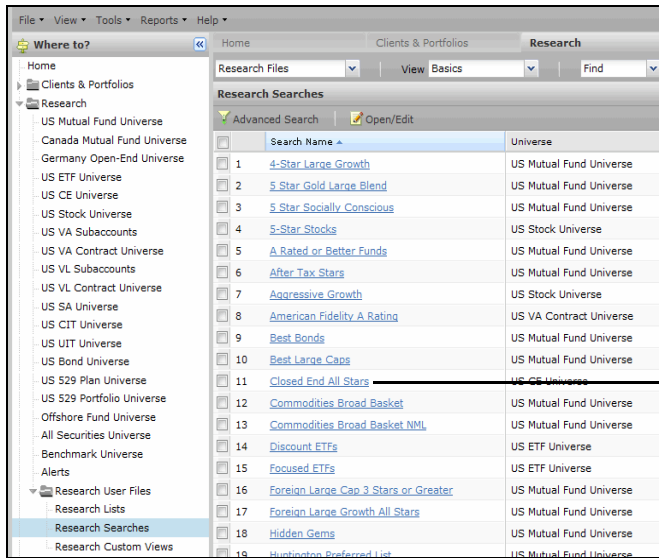 File View Tools Reports Help
Where to?
Home
Clients & Portfolios
Research
US Mutual Fund Universe
Canada Mutual Fund Universe
Germany Open-End Universe
US ETF Universe
US CE Universe
US Stock Universe
US VA Subaccounts
US VA Contract Universe
US VL Subaccounts
US VL Contract Universe
US SA Universe
US CIT Universe
US UIT Universe
US Bond Universe
US 529 Plan Universe
US 529 Portfolio Universe
Offshore Fund Universe
All Securities Universe
Benchmark Universe
Alerts
Research User Files
Research Lists
Research Searches
Research Custom Views
Home Clients & Portfolios Research
Research Files View Basics Find
Research Searches
Advanced Search Open/Edit
Search Name Universe
1 4-Star Large Growth US Mutual Fund Universe
2 5 Star Gold Large Blend US Mutual Fund Universe
3 5 Star Socially Conscious US Mutual Fund Universe
4 5-Star Stocks US Stock Universe
5 A Rated or Better Funds US Mutual Fund Universe
6 After Tax Stars US Mutual Fund Universe
7 Aggressive Growth US Stock Universe
8 American Fidelity A Rating US VA Contract Universe
9 Best Bonds US Mutual Fund Universe
10 Best Large Caps US Mutual Fund Universe
11 Closed End All Stars US CE Universe
12 Commodities Broad Basket US Mutual Fund Universe
13 Commodities Broad Basket NML US Mutual Fund Universe
14 Discount ETFs US ETF Universe
15 Focused ETFs US ETF Universe
16 Foreign Large Cap 3 Stars or Greater US Mutual Fund Universe
17 Foreign Large Growth All Stars US Mutual Fund Universe
18 Hidden Gems US Mutual Fund Universe
19 Huntington Preferred List US Mutual Fund Universe